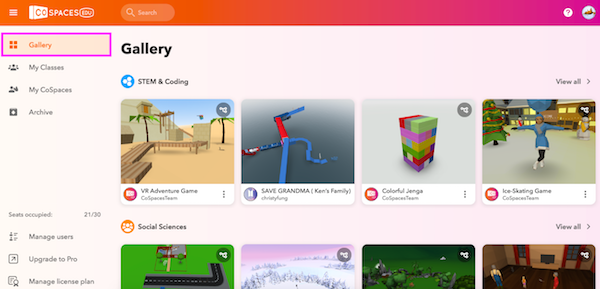 CoSPACES EDU
Search
?
Gallery
My Classes
My CoSpaces
Archive
Seats occupied: 21/30
Manage users
Upgrade to Pro
Manage license plan
Gallery
STEM & Coding
View all
VR Adventure Game
CoSpacesTeam
SAVE GRANDMA ( Ken's Family)
christyfung
Colorful Jenga
CoSpacesTeam
Ice-Skating Game
CoSpacesTeam
Social Sciences
View all